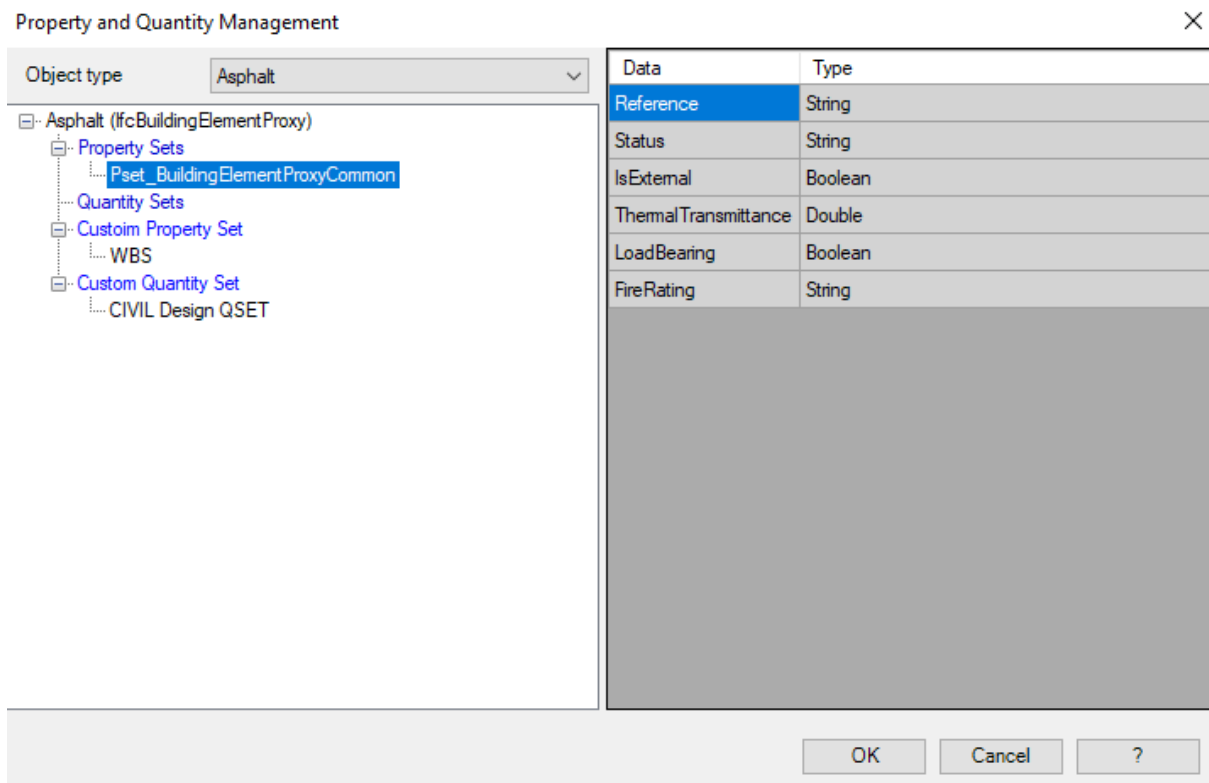 Property and Quantity Management
Object type Asphalt
Asphalt (IfcBuildingElementProxy)
Property Sets
Pset_BuildingElementProxyCommon
Quantity Sets
Custoim Property Set
WBS
Custom Quantity Set
CIVIL Design QSET
Data Type
Reference String
Status String
IsExternal Boolean
ThermalTransmittance Double
LoadBearing Boolean
FireRating String
OK Cancel ?